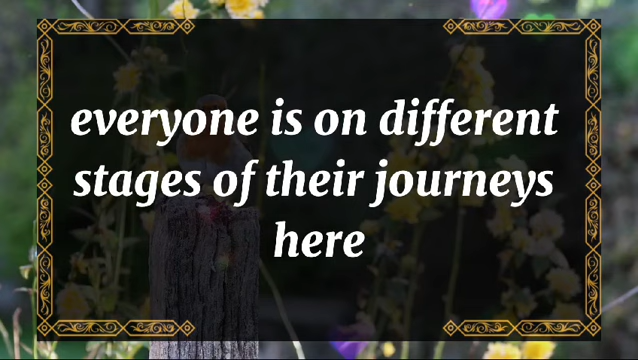 everyone is on different
stages of their journeys
here